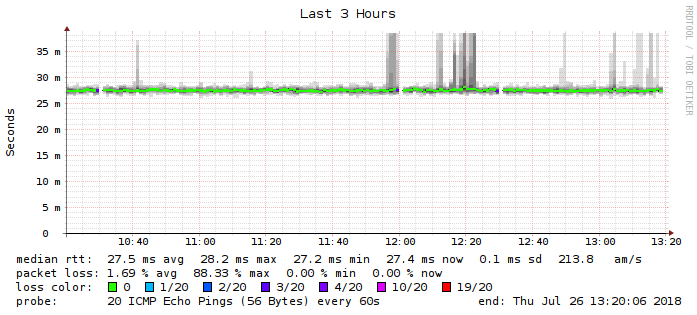 Last 3 Hours
RRDTOOL / TOBI OETIKER
Seconds
35 m
30 m
25 m
20 m
15 m
10 m
5 m
0
10:40 11:00 11:20 11:40 12:00 12:20 12:40 13:00 13:20
median rtt: 27.5 ms avg 28.2 ms max 27.2 ms min 27.4 ms now 0.1 ms sd 213.8 am/s
packet loss: 1.69 % avg 88.33 % max 0.00 % min 0.00 % now
loss color: 0 1/20 2/20 3/20 4/20 10/20 19/20
probe: 20 ICMP Echo Pings (56 Bytes) every 60s end: Thu Jul 26 13:20:06 2018